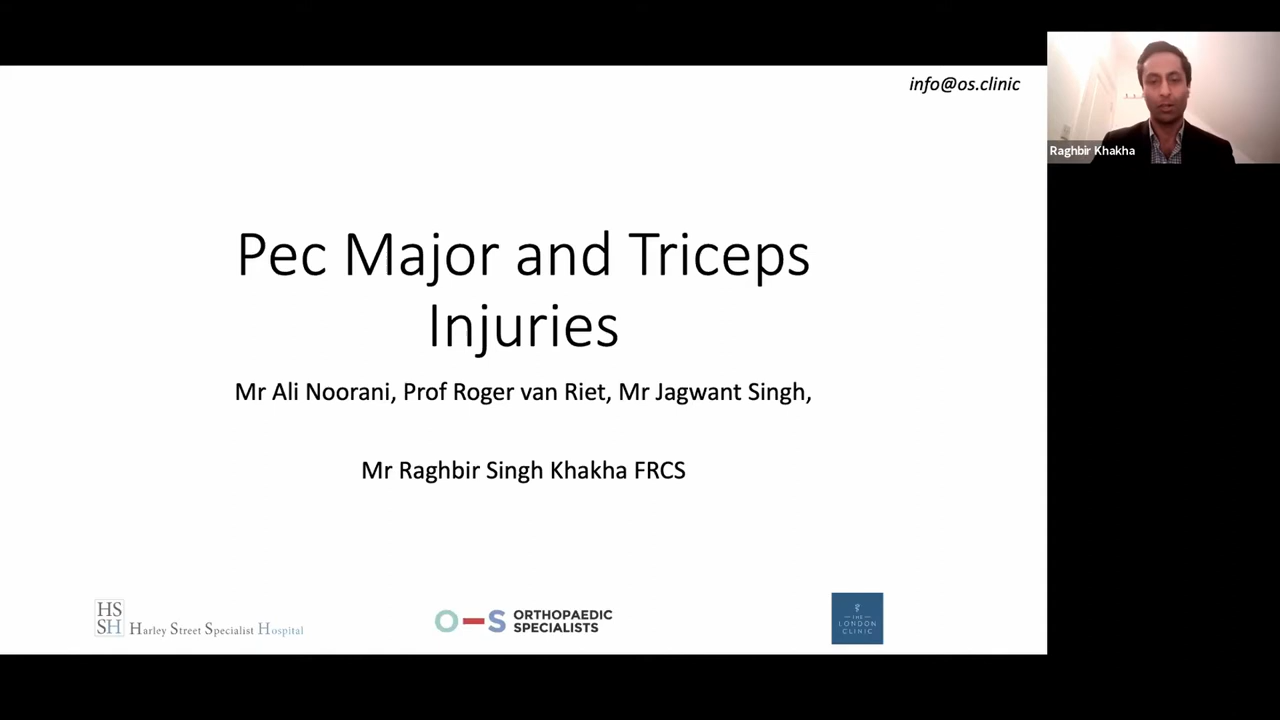 info@os.clinic
Raghbir Khakha
Pec Major and Triceps
Injuries
Mr Ali Noorani, Prof Roger van Riet, Mr Jagwant Singh,
Mr Raghbir Singh Khakha FRCS
HS
SH Harley Street Specialist Hospital
O–S ORTHOPAEDIC
SPECIALISTS
THE
LONDON
CLINIC